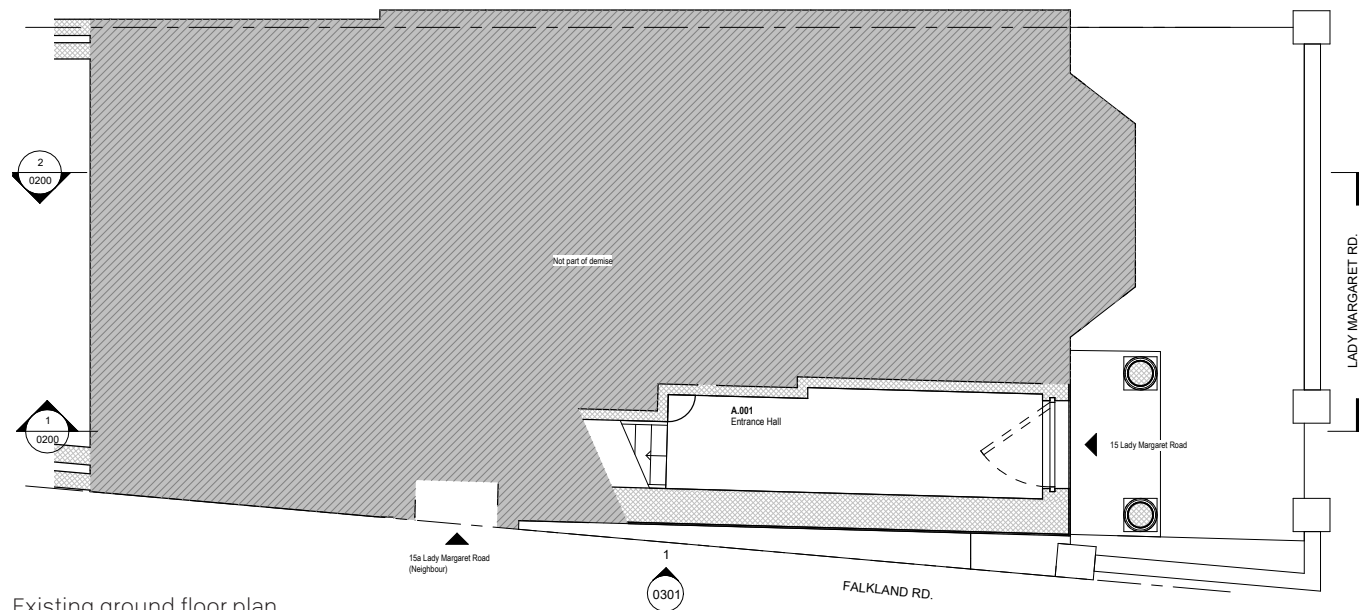 2
0200
Not part of demise
LADY MARGARET RD.
1
0200
A.001
Entrance Hall
15 Lady Margaret Road
15a Lady Margaret Road
(Neighbour)
1
0301
FALKLAND RD.
Existing ground floor plan